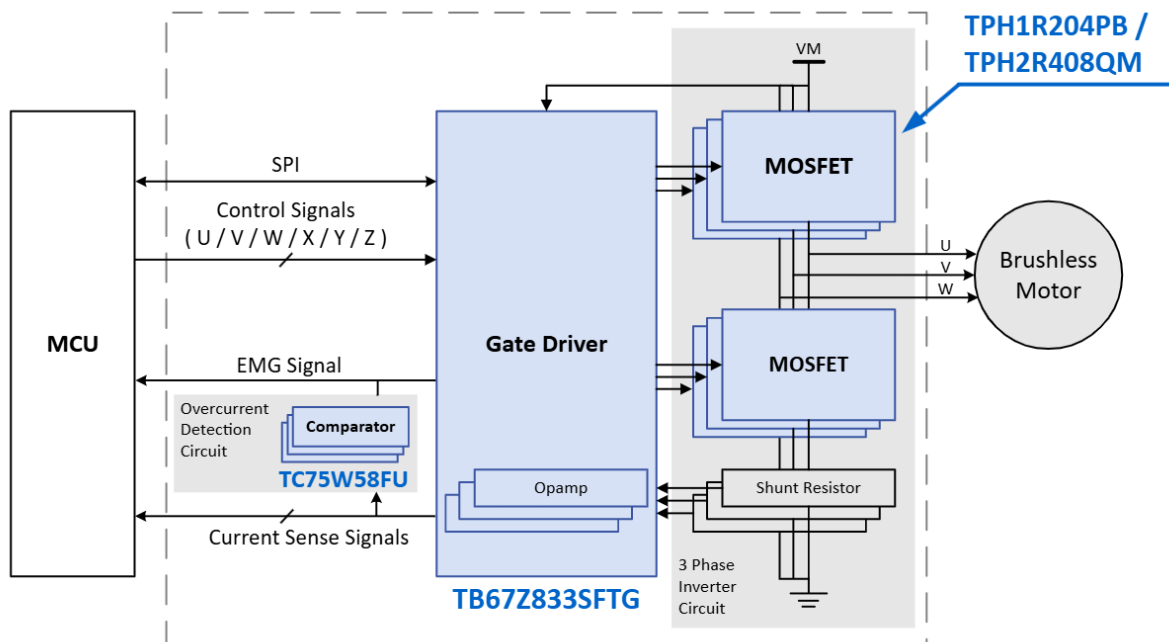 TPH1R204PB /
TPH2R408QM
VM
MCU
SPI
Control Signals
( U / V / W / X / Y / Z )
EMG Signal
Overcurrent
Detection
Circuit
Comparator
TC75W58FU
Current Sense Signals
Gate Driver
Opamp
TB67Z833SFTG
MOSFET
MOSFET
Shunt Resistor
3 Phase
Inverter
Circuit
U
V
W
Brushless
Motor